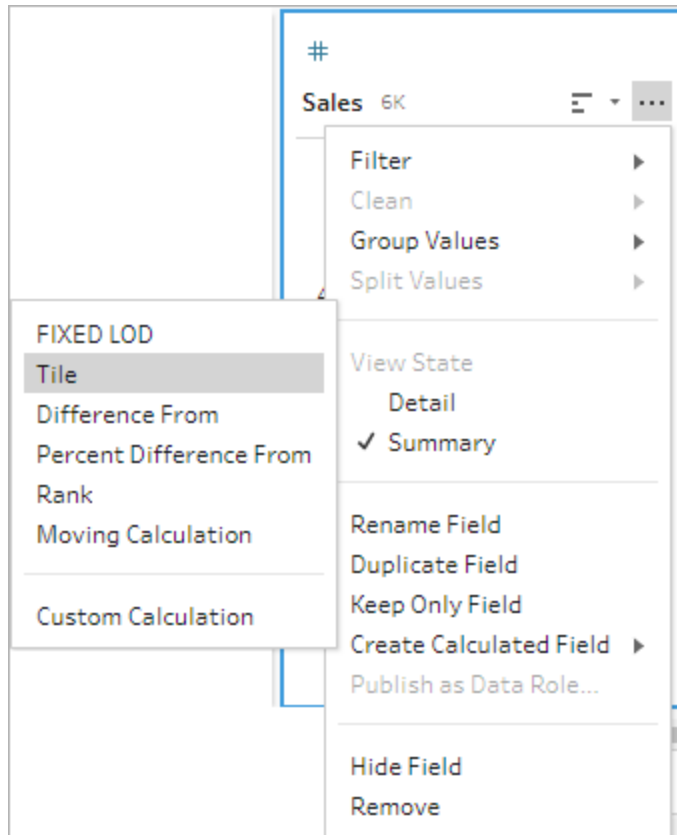 #
Sales 6K
Filter
Clean
Group Values
Split Values
View State
Detail
✓ Summary
Rename Field
Duplicate Field
Keep Only Field
Create Calculated Field
Publish as Data Role...
Hide Field
Remove
FIXED LOD
Tile
Difference From
Percent Difference From
Rank
Moving Calculation
Custom Calculation